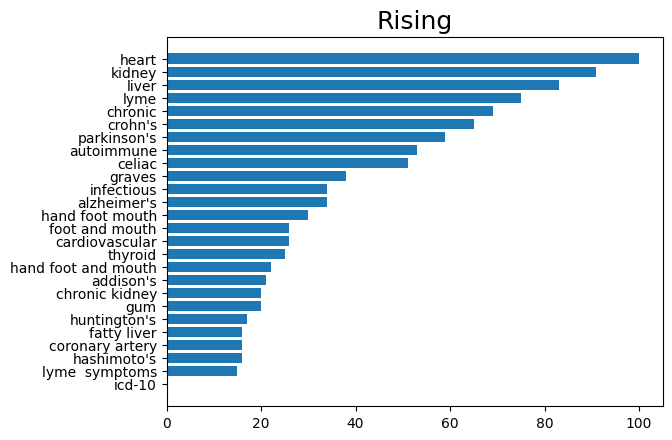 Rising
heart
kidney
liver
lyme
chronic
crohn's
parkinson's
autoimmune
celiac
graves
infectious
alzheimer's
hand foot mouth
foot and mouth
cardiovascular
thyroid
hand foot and mouth
addison's
chronic kidney
gum
huntington's
fatty liver
coronary artery
hashimoto's
lyme  symptoms
icd-10
0 20 40 60 80 100